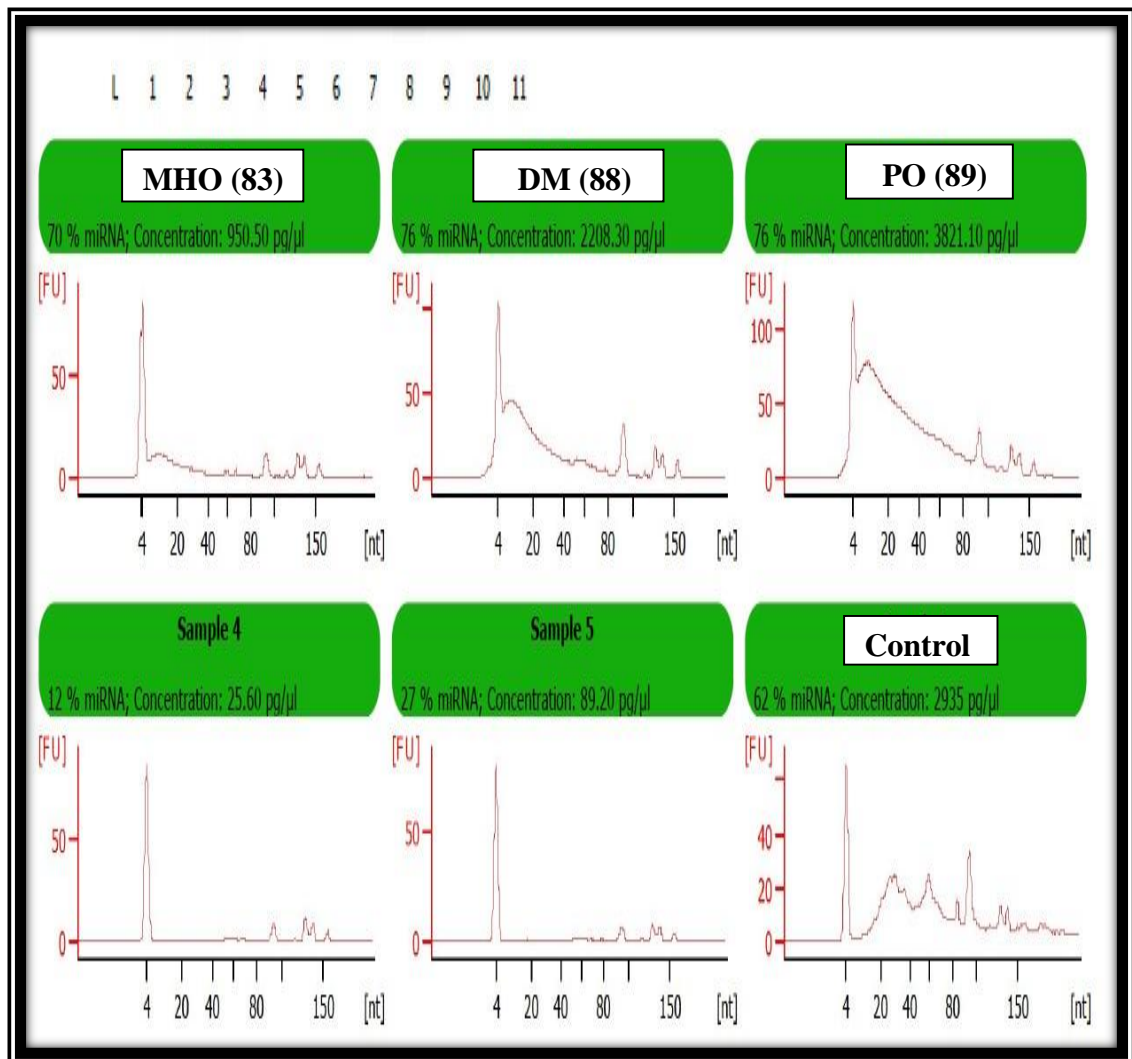 L 1 2 3 4 5 6 7 8 9 10 11
MHO (83)
70 % miRNA; Concentration: 950.50 pg/µl
[FU]
50
0
4 20 40 80 150 [nt]
DM (88)
76 % miRNA; Concentration: 2208.30 pg/µl
[FU]
50
0
4 20 40 80 150 [nt]
PO (89)
76 % miRNA; Concentration: 3821.10 pg/µl
[FU]
100
50
0
4 20 40 80 150 [nt]
Sample 4
12 % miRNA; Concentration: 25.60 pg/µl
[FU]
50
0
4 20 40 80 150 [nt]
Sample 5
27 % miRNA; Concentration: 89.20 pg/µl
[FU]
50
0
4 20 40 80 150 [nt]
Control
62 % miRNA; Concentration: 2935 pg/µl
[FU]
40
20
0
4 20 40 80 150 [nt]